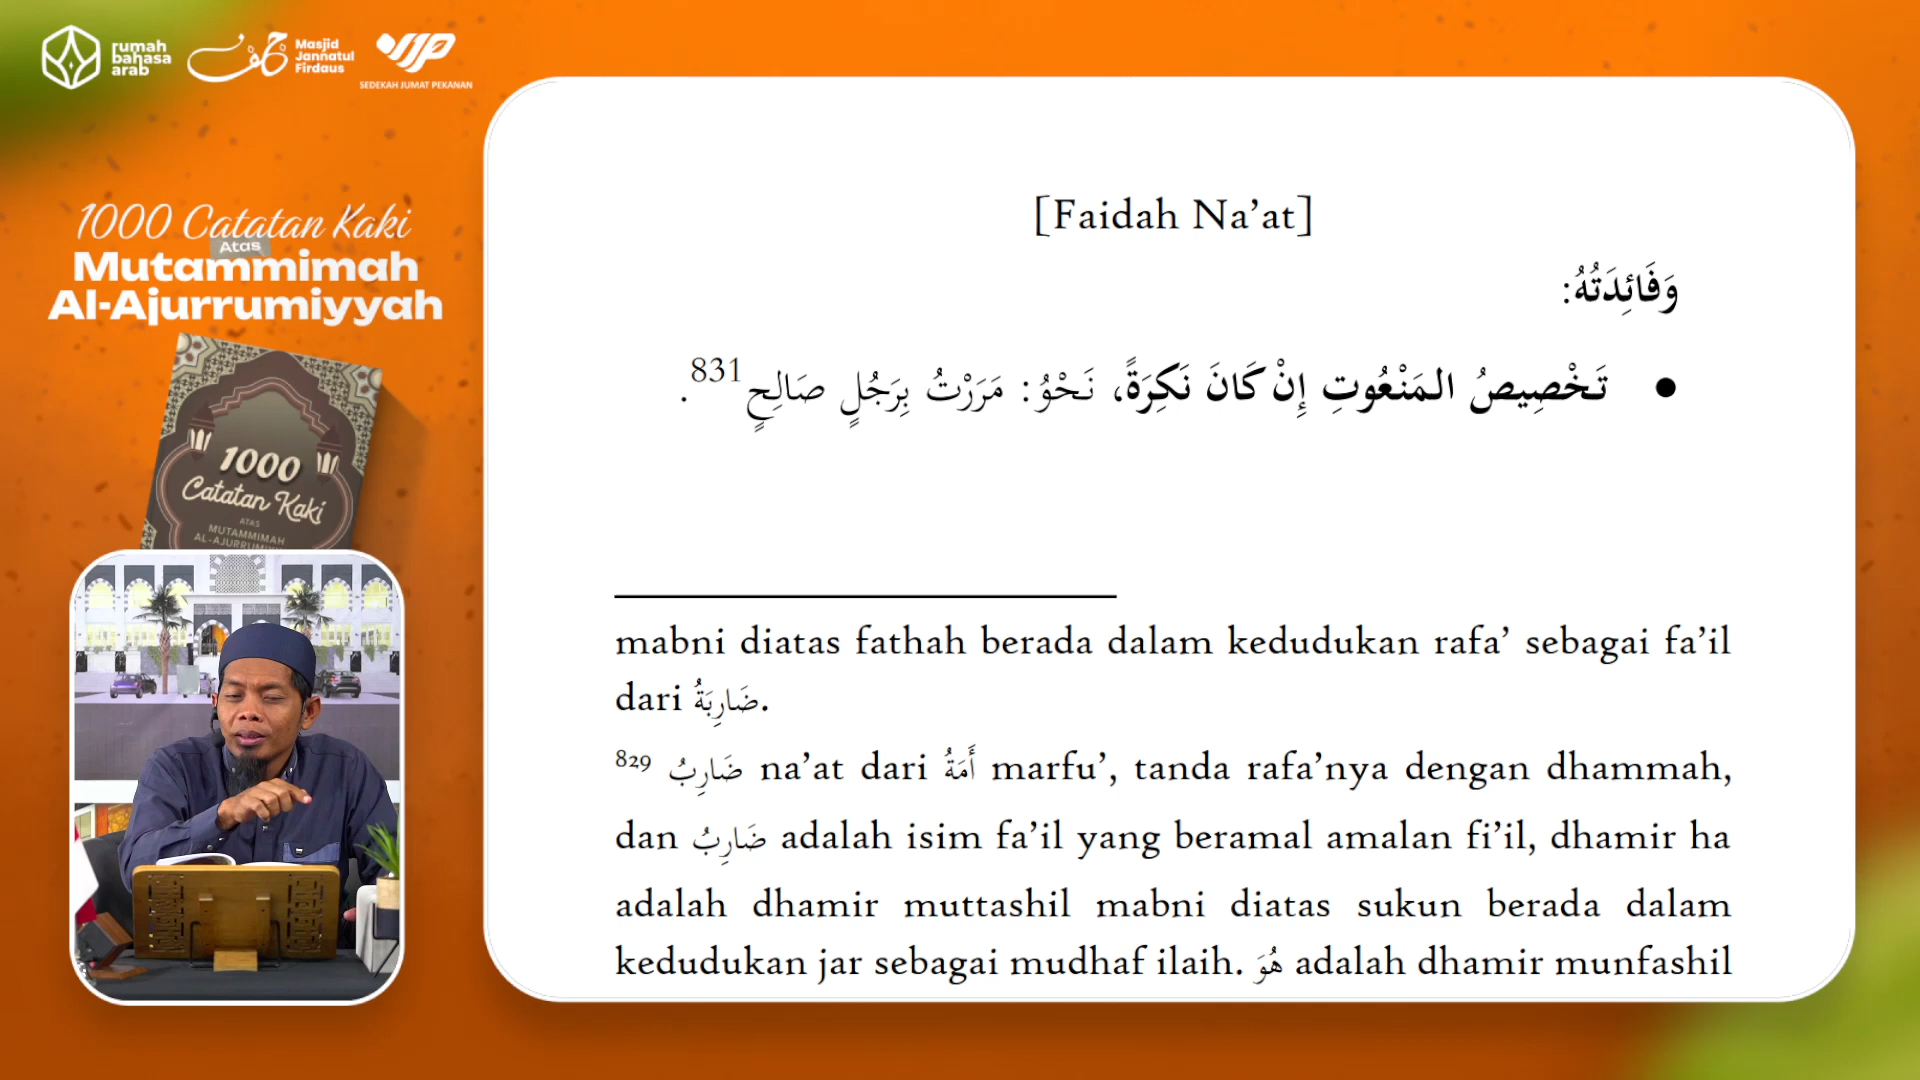 rumah
bahasa
arab
Masjid
Jannatul
Firdaus
VJP
SEDEKAH JUMAT PEKANAN
1000 Catatan Kaki
Atas
Mutammimah
Al-Ajurrumiyyah
1000
Catatan Kaki
ATAS
MUTAMMIMAH
[Faidah Na’at]
وَفَائِدَتُهُ:
● تَخْصِيصُ المَنْعُوتِ إِنْ كَانَ نَكِرَةً، نَحْوُ: مَرَرْتُ بِرَجُلٍ صَالِحٍ831.
mabni diatas fathah berada dalam kedudukan rafa’ sebagai fa’il
dari ضَارِبَةُ.
829 ضَارِبُ na’at dari أَمَةُ marfu’, tanda rafa’nya dengan dhammah,
dan ضَارِبُ adalah isim fa’il yang beramal amalan fi’il, dhamir ha
adalah dhamir muttashil mabni diatas sukun berada dalam
kedudukan jar sebagai mudhaf ilaih. هُوَ adalah dhamir munfashil